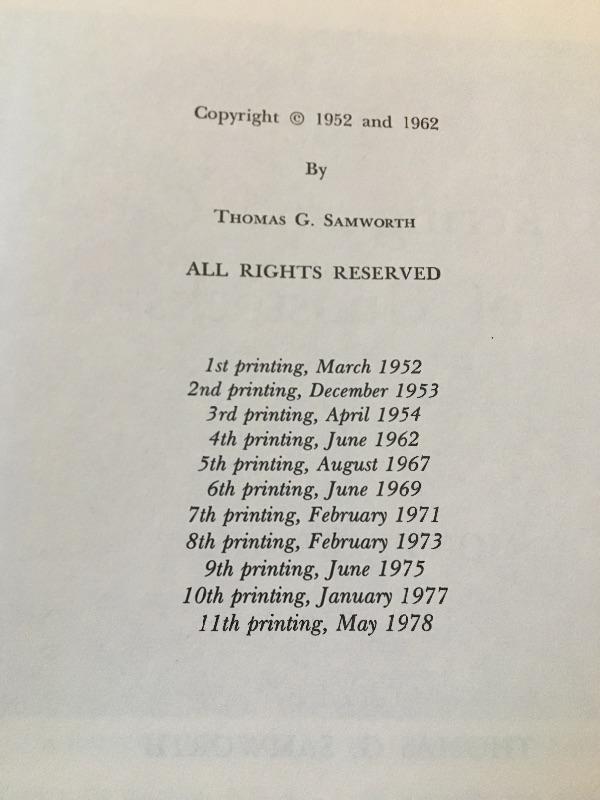 Copyright © 1952 and 1962
By
THOMAS G. SAMWORTH
ALL RIGHTS RESERVED
1st printing, March 1952
2nd printing, December 1953
3rd printing, April 1954
4th printing, June 1962
5th printing, August 1967
6th printing, June 1969
7th printing, February 1971
8th printing, February 1973
9th printing, June 1975
10th printing, January 1977
11th printing, May 1978
THOMAS G. SAMWORTH